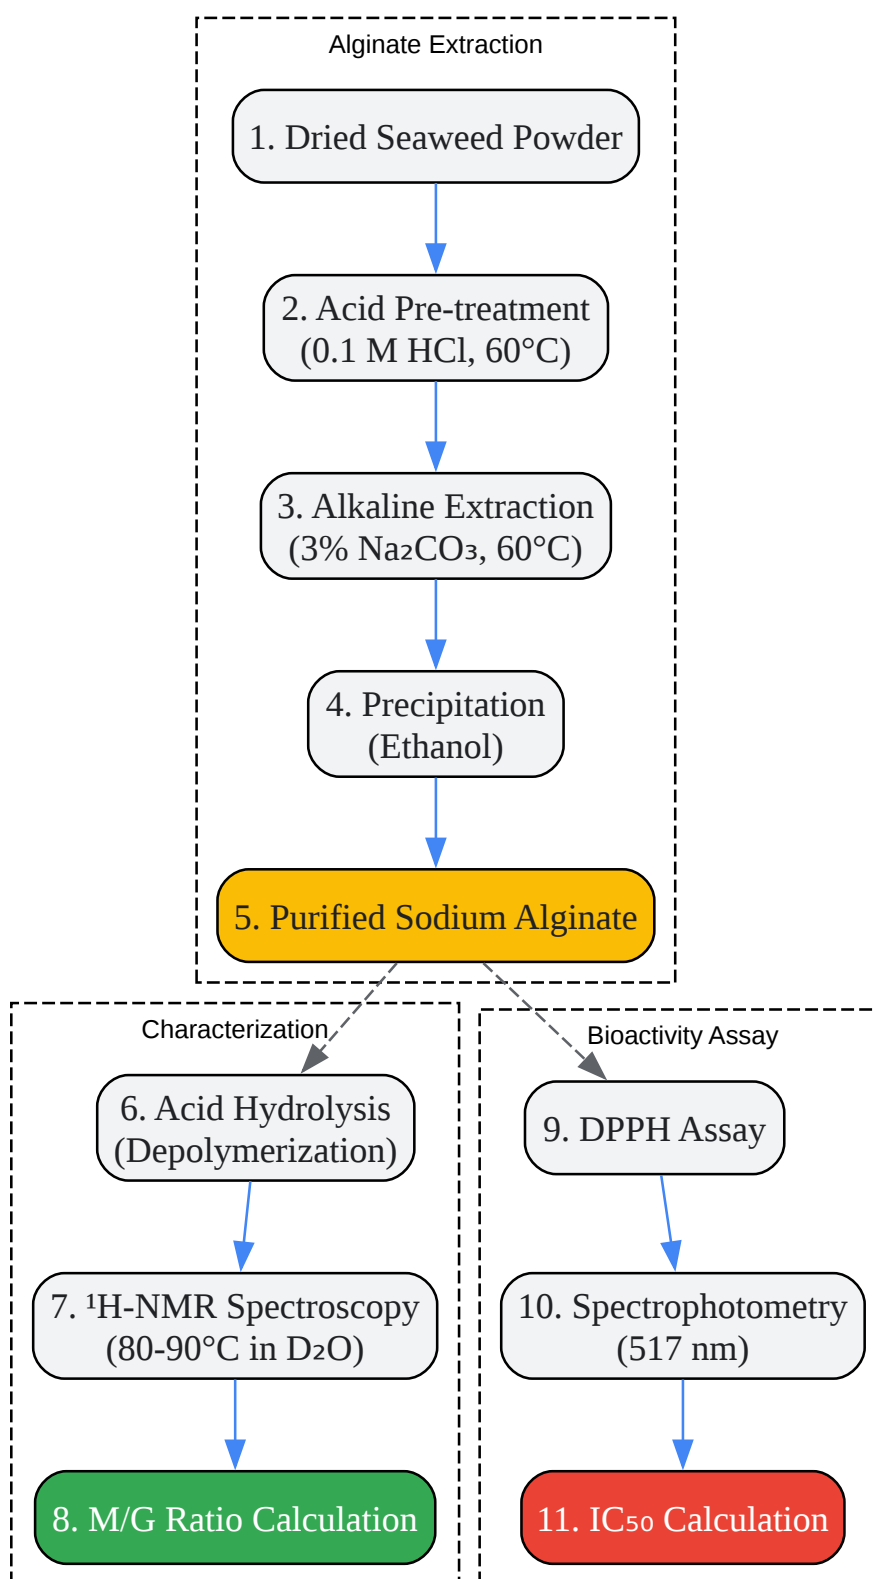 Alginate Extraction
1. Dried Seaweed Powder
2. Acid Pre-treatment
(0.1 M HCl, 60°C)
3. Alkaline Extraction
(3% Na₂CO₃, 60°C)
4. Precipitation
(Ethanol)
5. Purified Sodium Alginate
Characterization
6. Acid Hydrolysis
(Depolymerization)
7. ¹H-NMR Spectroscopy
(80-90°C in D₂O)
8. M/G Ratio Calculation
Bioactivity Assay
9. DPPH Assay
10. Spectrophotometry
(517 nm)
11. IC₅₀ Calculation